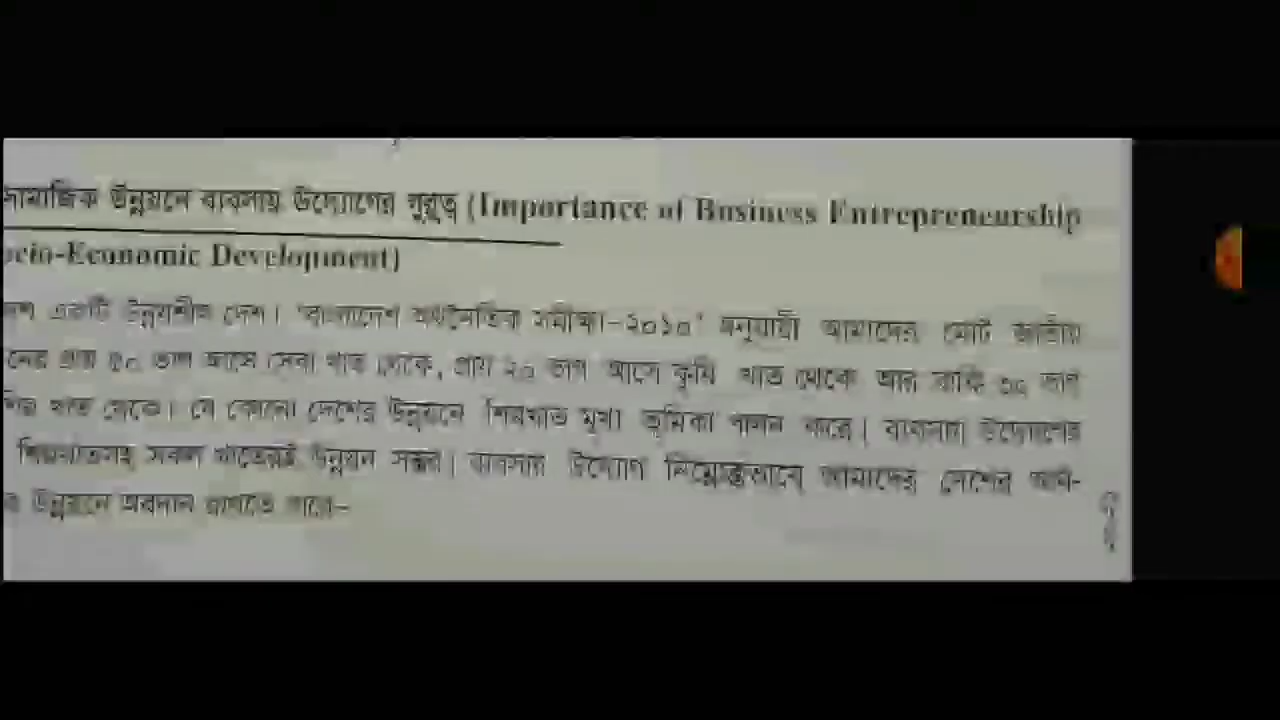 সামাজিক উন্নয়নে ব্যবসায় উদ্যোগের গুরুত্ব (Importance of Business Entrepreneurship
ocio-Economic Development)
একটি উন্নয়শীল দেশ। 'বাংলাদেশ অর্থনৈতিক সমীক্ষা-২০১০' অনুযায়ী আমাদের মোট জাতীয়
প্রায় ৫০ ভাগ আসে সেবা খাত থেকে, প্রায় ২০ ভাগ আসে কৃষি খাত থেকে আর বাকি ৩০ ভাগ
খাত থেকে। যে কোনো দেশের উন্নয়নে শিল্পখাত মুখ্য ভূমিকা পালন করে। ব্যবসায় উদ্যোগের
শিল্পখাতসহ সকল খাতেরই উন্নয়ন সম্ভব। ব্যবসায় উদ্যোগ নিম্নোক্তভাবে আমাদের দেশের আর্থ-
উন্নয়নে অবদান রাখতে পারে-